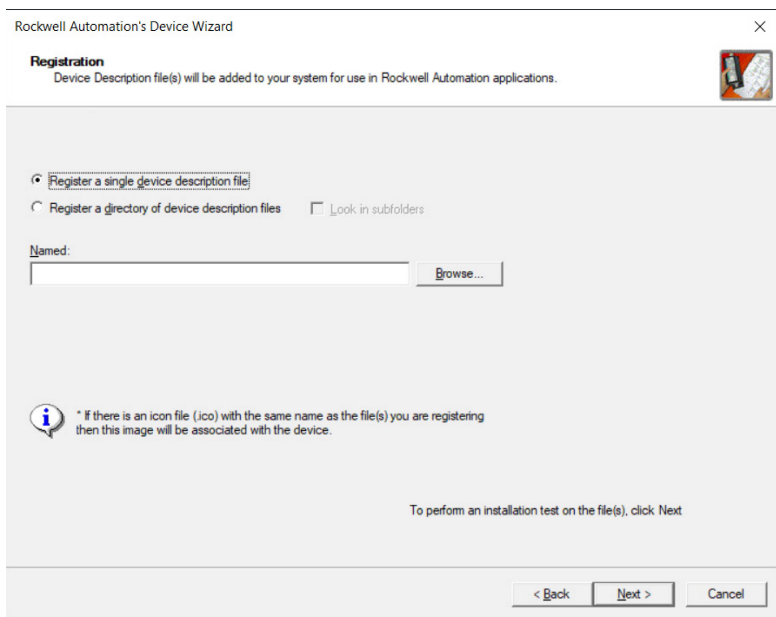 Rockwell Automation's Device Wizard
Registration
Device Description file(s) will be added to your system for use in Rockwell Automation applications.
Register a single device description file
Register a directory of device description files Look in subfolders
Named:
Browse...
* If there is an icon file (.ico) with the same name as the file(s) you are registering
then this image will be associated with the device.
To perform an installation test on the file(s), click Next
< Back Next > Cancel